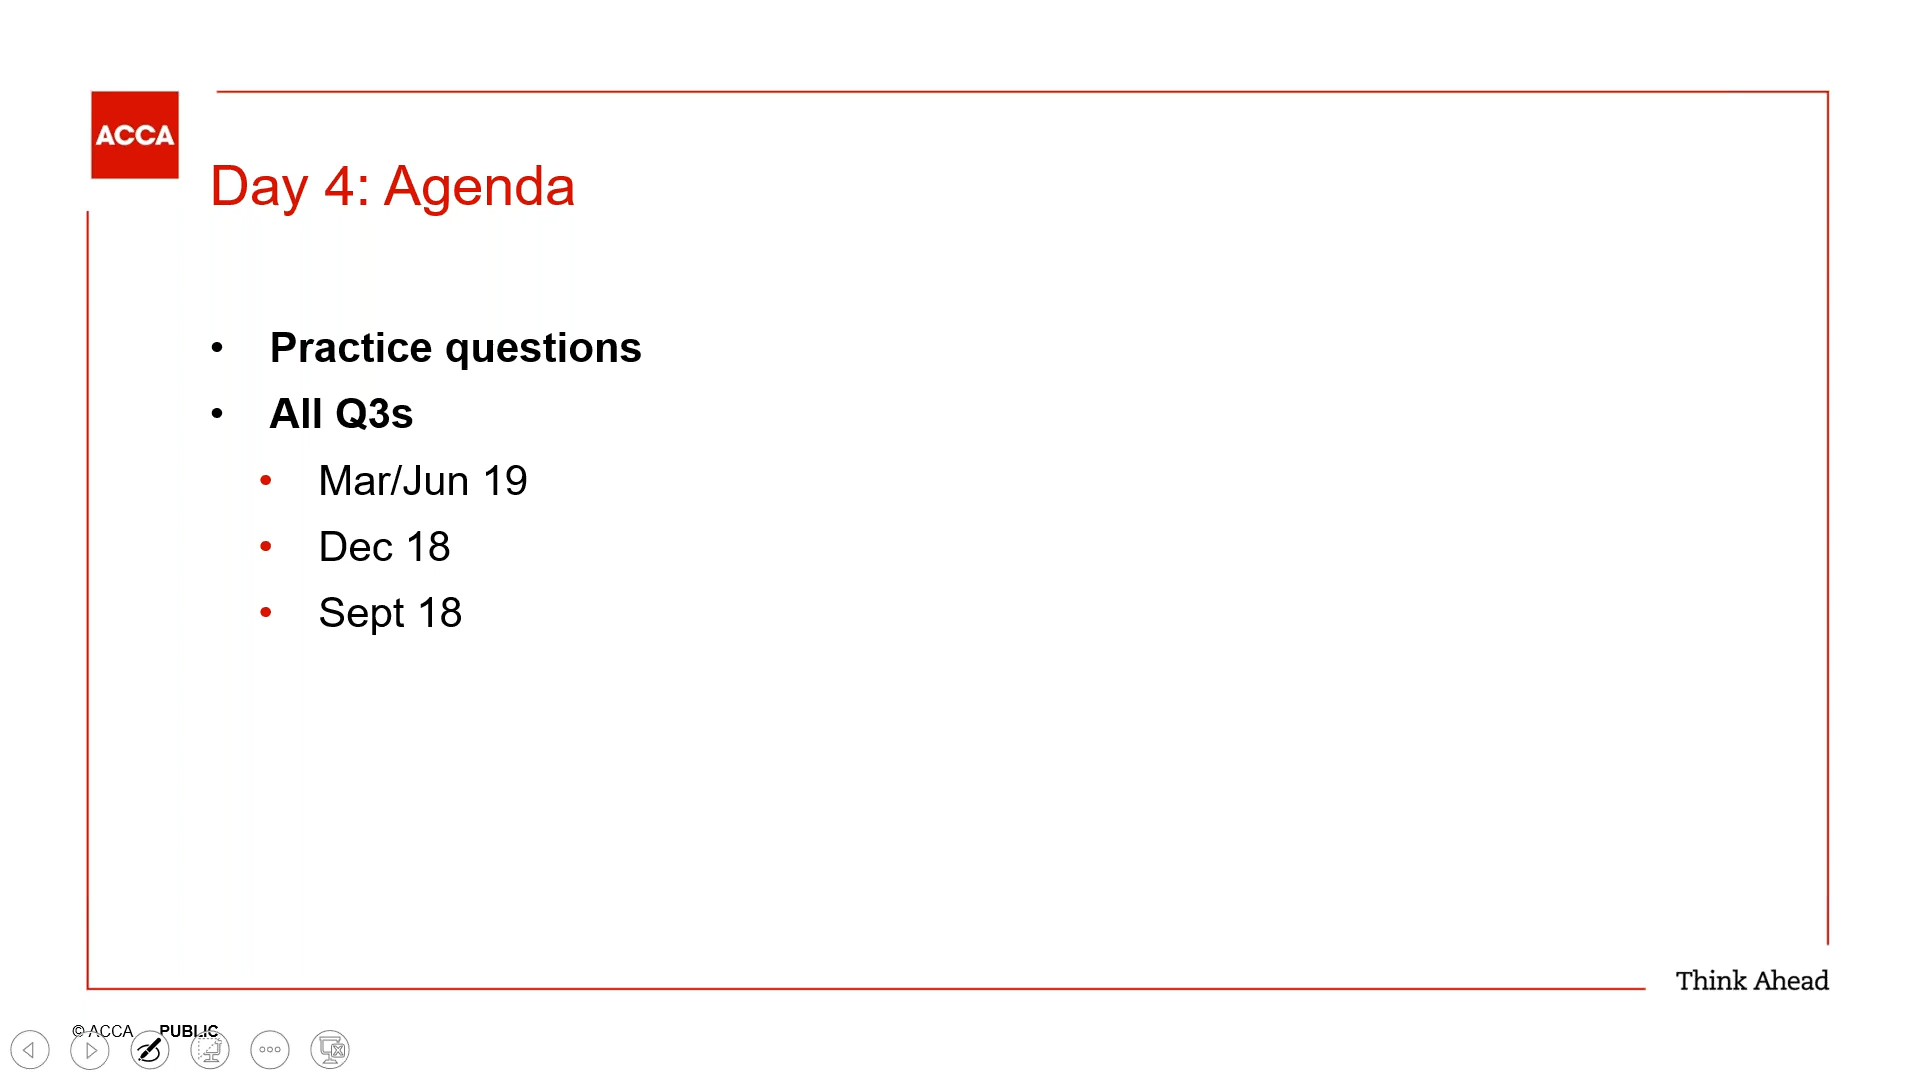 ACCA
Day 4: Agenda
• Practice questions
• All Q3s
• Mar/Jun 19
• Dec 18
• Sept 18
Think Ahead
© ACCA PUBLIC